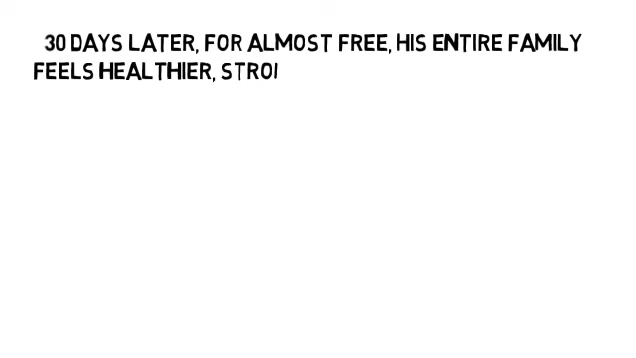 30 DAYS LATER, FOR ALMOST FREE, HIS ENTIRE FAMILY
FEELS HEALTHIER,